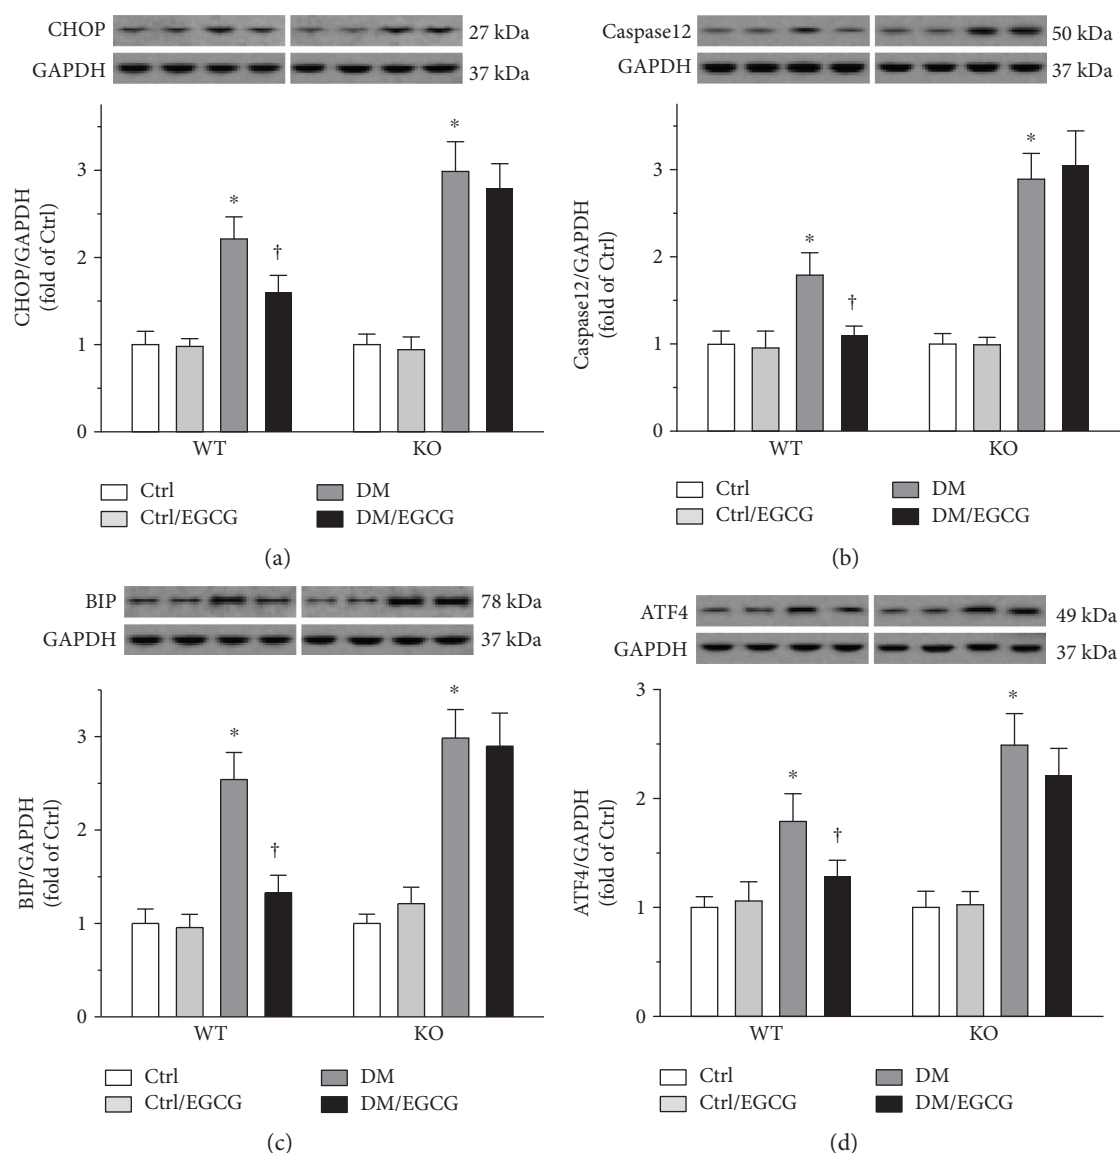 CHOP 27 kDa
GAPDH 37 kDa
CHOP/GAPDH
(fold of Ctrl)
3
2
1
0
* † *
WT KO
Ctrl DM
Ctrl/EGCG DM/EGCG
(a)
Caspase12 50 kDa
GAPDH 37 kDa
Caspase12/GAPDH
(fold of Ctrl)
3
2
1
0
* † *
WT KO
Ctrl DM
Ctrl/EGCG DM/EGCG
(b)
BIP 78 kDa
GAPDH 37 kDa
BIP/GAPDH
(fold of Ctrl)
3
2
1
0
* † *
WT KO
Ctrl DM
Ctrl/EGCG DM/EGCG
(c)
ATF4 49 kDa
GAPDH 37 kDa
ATF4/GAPDH
(fold of Ctrl)
3
2
1
0
* † *
WT KO
Ctrl DM
Ctrl/EGCG DM/EGCG
(d)